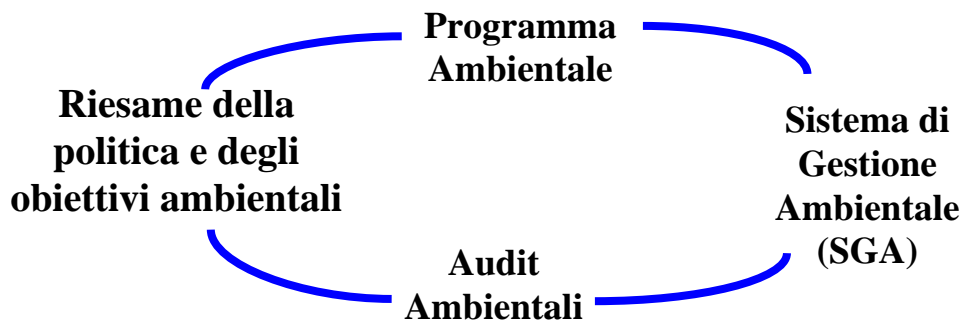 Programma
Ambientale
Riesame della
politica e degli
obiettivi ambientali
Sistema di
Gestione
Ambientale
(SGA)
Audit
Ambientali